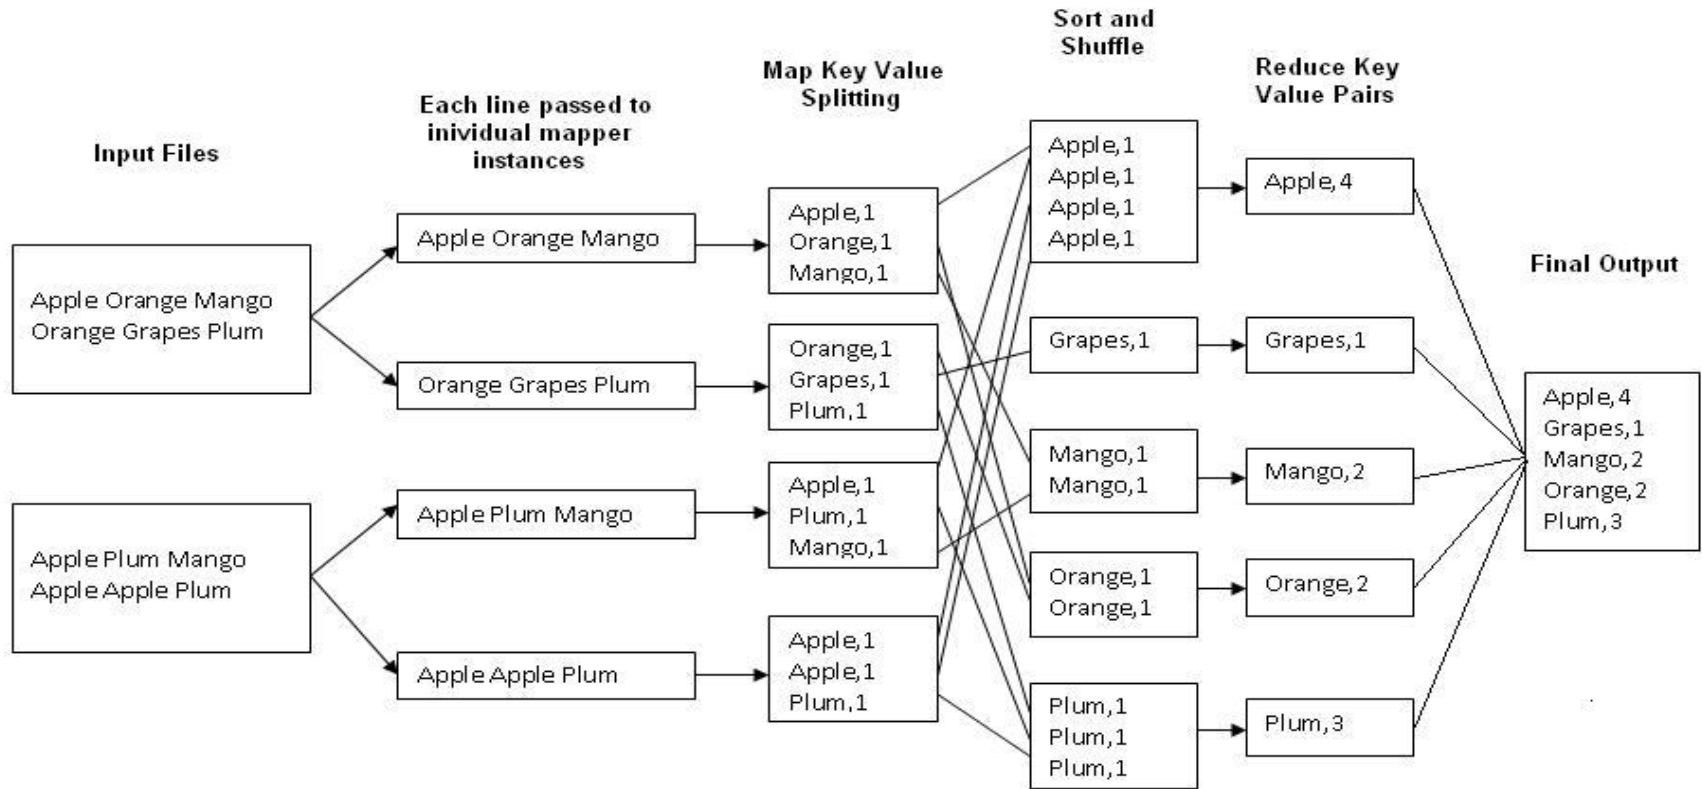 Input Files
Apple Orange Mango
Orange Grapes Plum
Apple Plum Mango
Apple Apple Plum
Each line passed to
inividual mapper
instances
Apple Orange Mango
Orange Grapes Plum
Apple Plum Mango
Apple Apple Plum
Map Key Value
Splitting
Apple,1
Orange,1
Mango,1
Orange,1
Grapes,1
Plum,1
Apple,1
Plum,1
Mango,1
Apple,1
Apple,1
Plum,1
Sort and
Shuffle
Apple,1
Apple,1
Apple,1
Apple,1
Grapes,1
Mango,1
Mango,1
Orange,1
Orange,1
Plum,1
Plum,1
Plum,1
Reduce Key
Value Pairs
Apple,4
Grapes,1
Mango,2
Orange,2
Plum,3
Final Output
Apple,4
Grapes,1
Mango,2
Orange,2
Plum,3